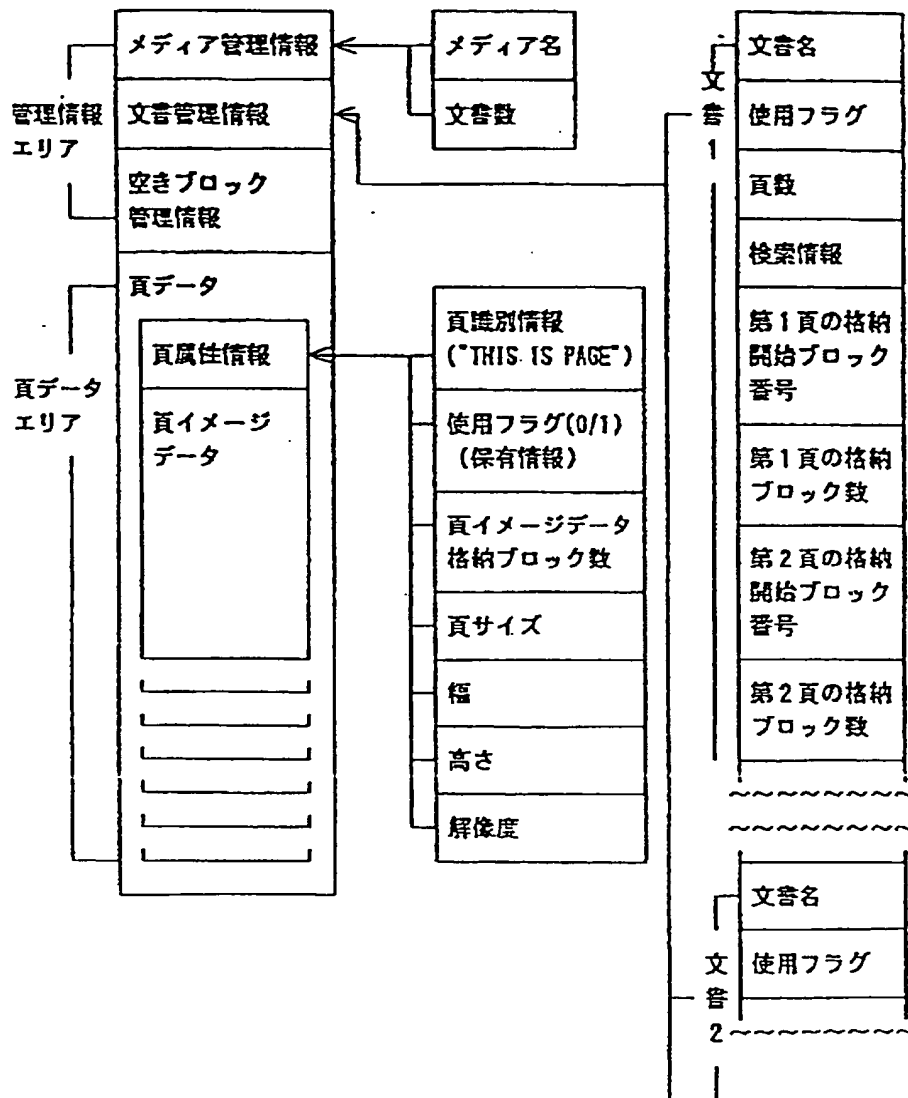 メディア管理情報
文書管理情報
空きブロック
管理情報
管理情報
エリア
頁データ
頁属性情報
頁イメージ
データ
頁データ
エリア
メディア名
文書数
頁識別情報
("THIS IS PAGE")
使用フラグ(0/1)
(保有情報)
頁イメージデータ
格納ブロック数
頁サイズ
幅
高さ
解像度
文書1
文書名
使用フラグ
頁数
検索情報
第1頁の格納
開始ブロック
番号
第1頁の格納
ブロック数
第2頁の格納
開始ブロック
番号
第2頁の格納
ブロック数
文書2
文書名
使用フラグ